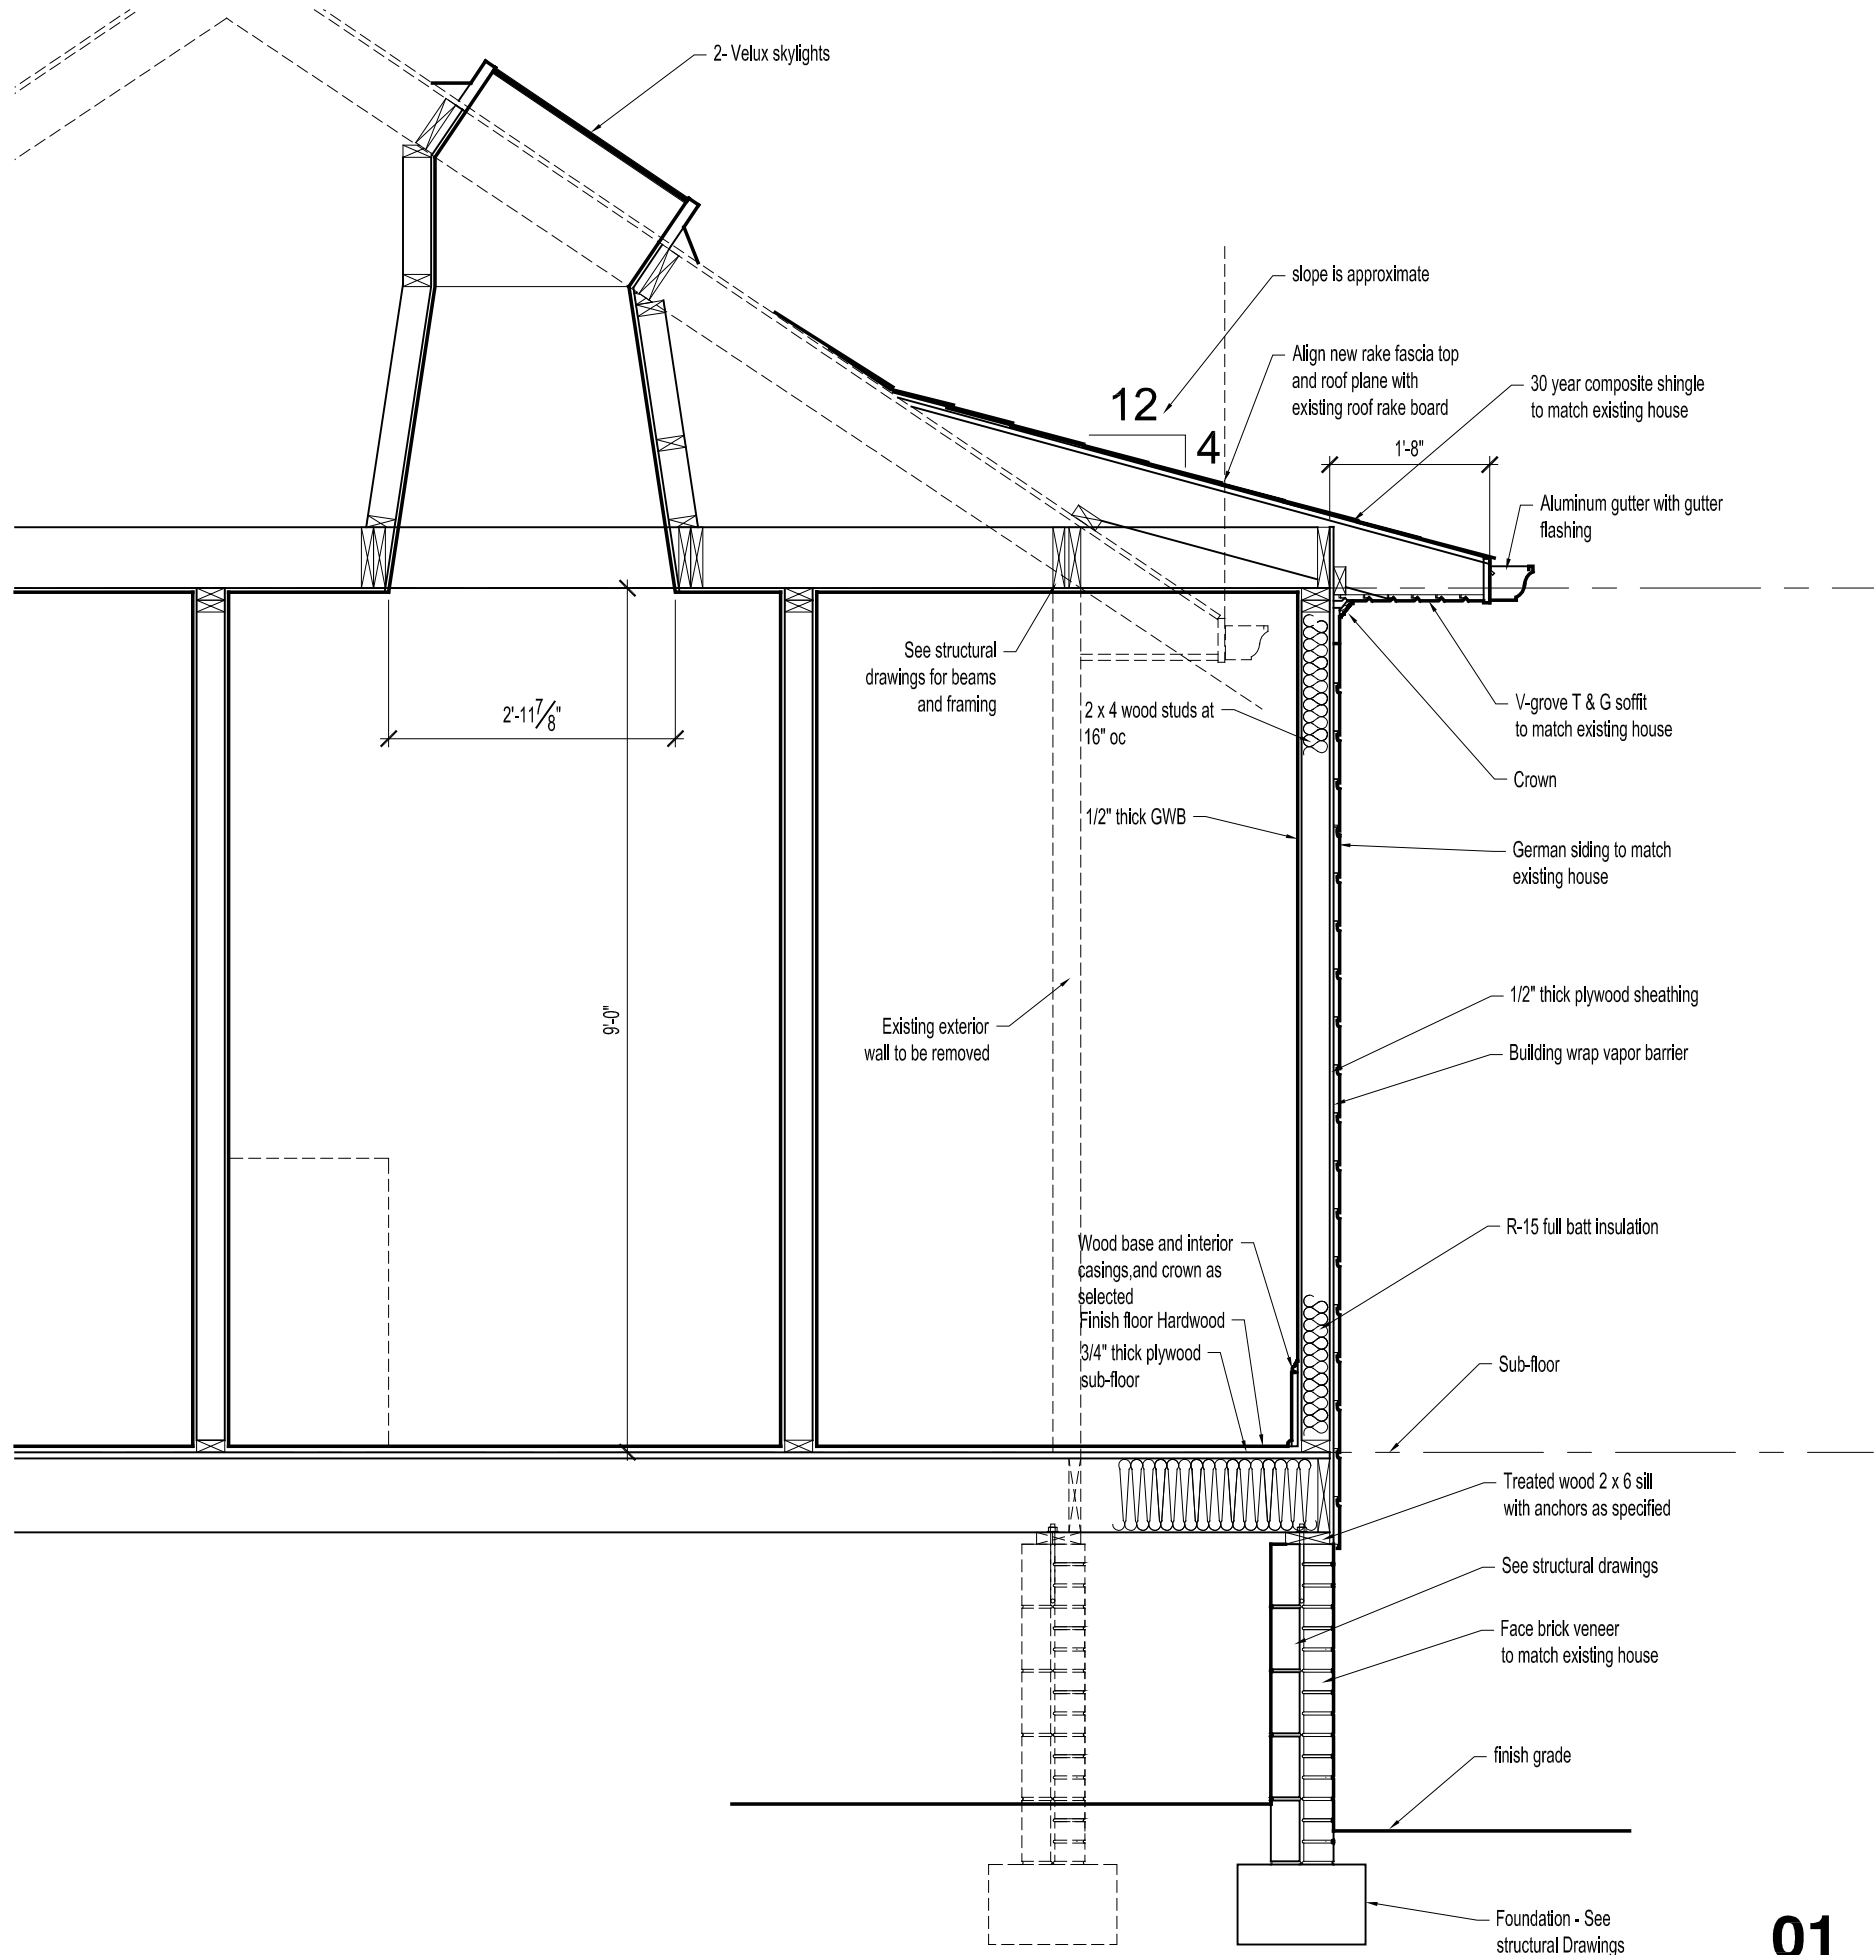 2- Velux skylights
slope is approximate
Align new rake fascia top
and roof plane with
existing roof rake board
30 year composite shingle
to match existing house
12
4
1'-8"
Aluminum gutter with gutter
flashing
See structural
drawings for beams
and framing
2'-11 7/8"
2 x 4 wood studs at
16" oc
V-grove T & G soffit
to match existing house
Crown
1/2" thick GWB
German siding to match
existing house
9'-0"
Existing exterior
wall to be removed
1/2" thick plywood sheathing
Building wrap vapor barrier
Wood base and interior
casings,and crown as
selected
Finish floor Hardwood
3/4" thick plywood
sub-floor
R-15 full batt insulation
Sub-floor
Treated wood 2 x 6 sill
with anchors as specified
See structural drawings
Face brick veneer
to match existing house
finish grade
Foundation - See
structural Drawings
01